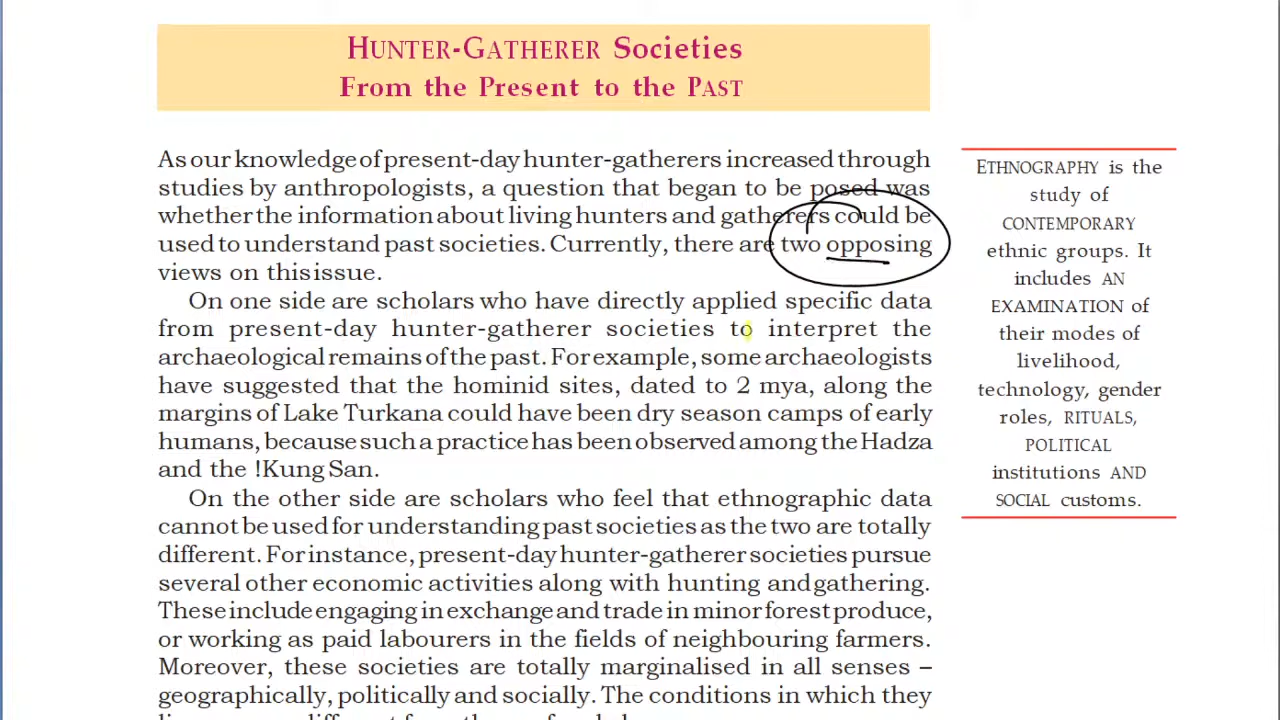 HUNTER-GATHERER Societies
From the Present to the PAST
As our knowledge of present-day hunter-gatherers increased through
studies by anthropologists, a question that began to be posed was
whether the information about living hunters and gatherers could be
used to understand past societies. Currently, there are two opposing
views on this issue.
On one side are scholars who have directly applied specific data
from present-day hunter-gatherer societies to interpret the
archaeological remains of the past. For example, some archaeologists
have suggested that the hominid sites, dated to 2 mya, along the
margins of Lake Turkana could have been dry season camps of early
humans, because such a practice has been observed among the Hadza
and the !Kung San.
On the other side are scholars who feel that ethnographic data
cannot be used for understanding past societies as the two are totally
different. For instance, present-day hunter-gatherer societies pursue
several other economic activities along with hunting and gathering.
These include engaging in exchange and trade in minor forest produce,
or working as paid labourers in the fields of neighbouring farmers.
Moreover, these societies are totally marginalised in all senses –
geographically, politically and socially. The conditions in which they
ETHNOGRAPHY is the
study of
CONTEMPORARY
ethnic groups. It
includes AN
EXAMINATION of
their modes of
livelihood,
technology, gender
roles, RITUALS,
POLITICAL
institutions AND
SOCIAL customs.